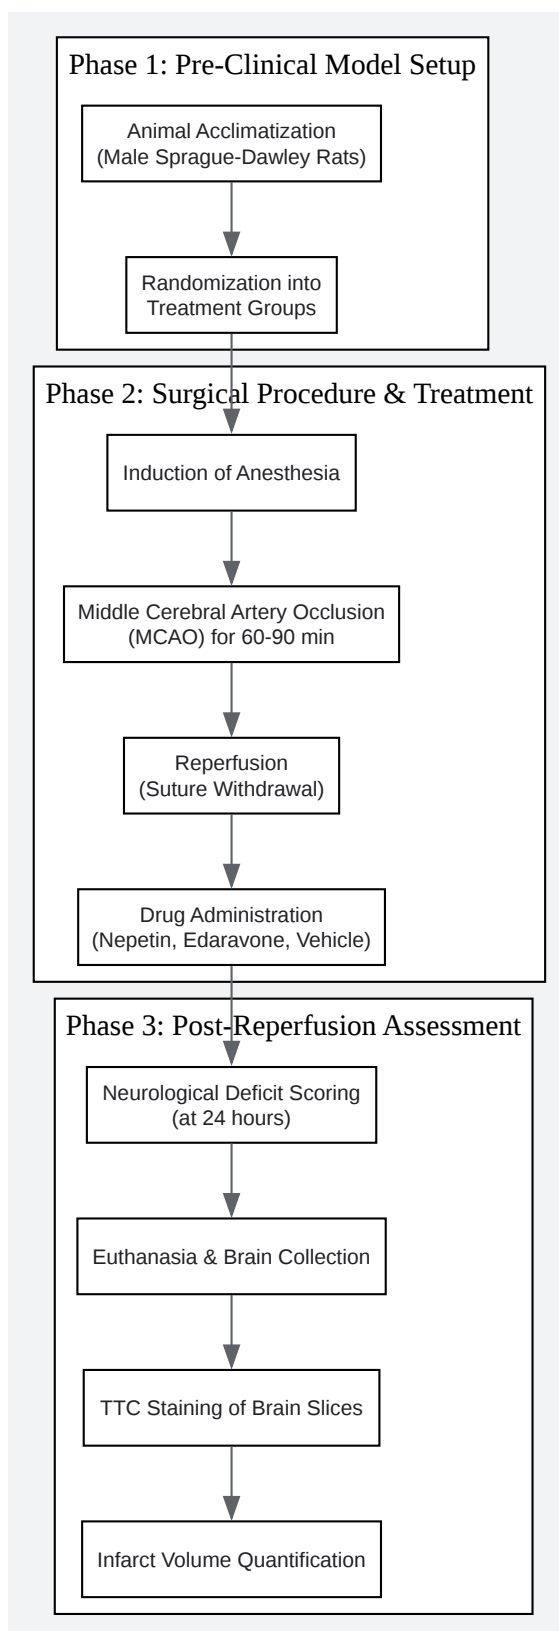 Phase 1: Pre-Clinical Model Setup
Animal Acclimatization
(Male Sprague-Dawley Rats)
Randomization into
Treatment Groups
Phase 2: Surgical Procedure & Treatment
Induction of Anesthesia
Middle Cerebral Artery Occlusion
(MCAO) for 60-90 min
Reperfusion
(Suture Withdrawal)
Drug Administration
(Nepetin, Edaravone, Vehicle)
Phase 3: Post-Reperfusion Assessment
Neurological Deficit Scoring
(at 24 hours)
Euthanasia & Brain Collection
TTC Staining of Brain Slices
Infarct Volume Quantification